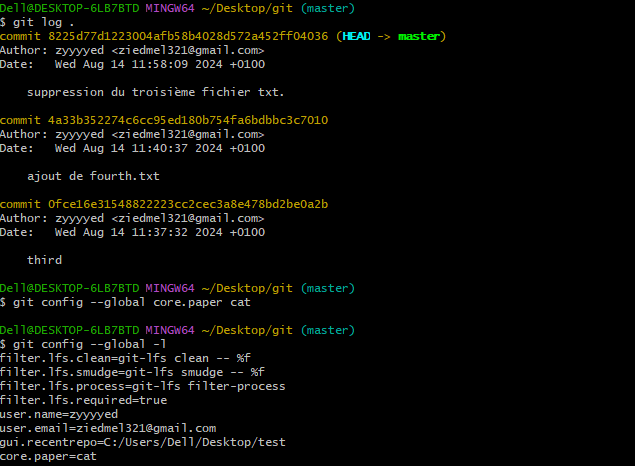 Dell@DESKTOP-6LB7BTD MINGW64 ~/Desktop/git (master)
$ git log .
commit 8225d77d1223004afb58b4028d572a452ff04036 (HEAD -> master)
Author: zyyyyed <ziedmel321@gmail.com>
Date:   Wed Aug 14 11:58:09 2024 +0100
suppression du troisième fichier txt.
commit 4a33b352274c6cc95ed180b754fa6bdbbc3c7010
Author: zyyyyed <ziedmel321@gmail.com>
Date:   Wed Aug 14 11:40:37 2024 +0100
ajout de fourth.txt
commit 0fce16e31548822223cc2cec3a8e478bd2be0a2b
Author: zyyyyed <ziedmel321@gmail.com>
Date:   Wed Aug 14 11:37:32 2024 +0100
third
Dell@DESKTOP-6LB7BTD MINGW64 ~/Desktop/git (master)
$ git config --global core.paper cat
Dell@DESKTOP-6LB7BTD MINGW64 ~/Desktop/git (master)
$ git config --global -l
filter.lfs.clean=git-lfs clean -- %f
filter.lfs.smudge=git-lfs smudge -- %f
filter.lfs.process=git-lfs filter-process
filter.lfs.required=true
user.name=zyyyyed
user.email=ziedmel321@gmail.com
gui.recentrepo=C:/Users/Dell/Desktop/test
core.paper=cat